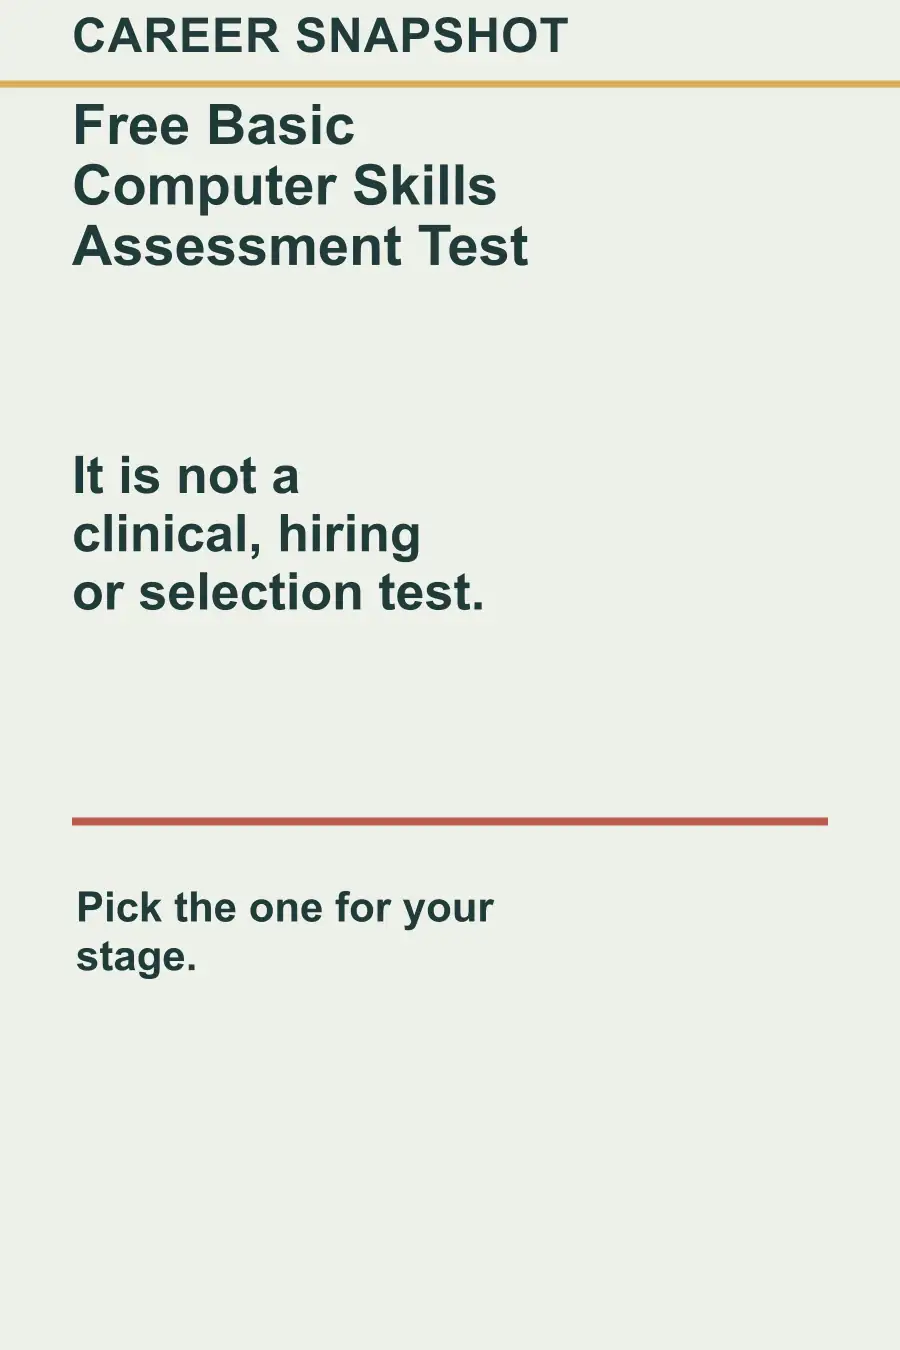 CAREER SNAPSHOT
Free Basic
Computer Skills
Assessment Test
It is not a
clinical, hiring
or selection test.
Pick the one for your
stage.